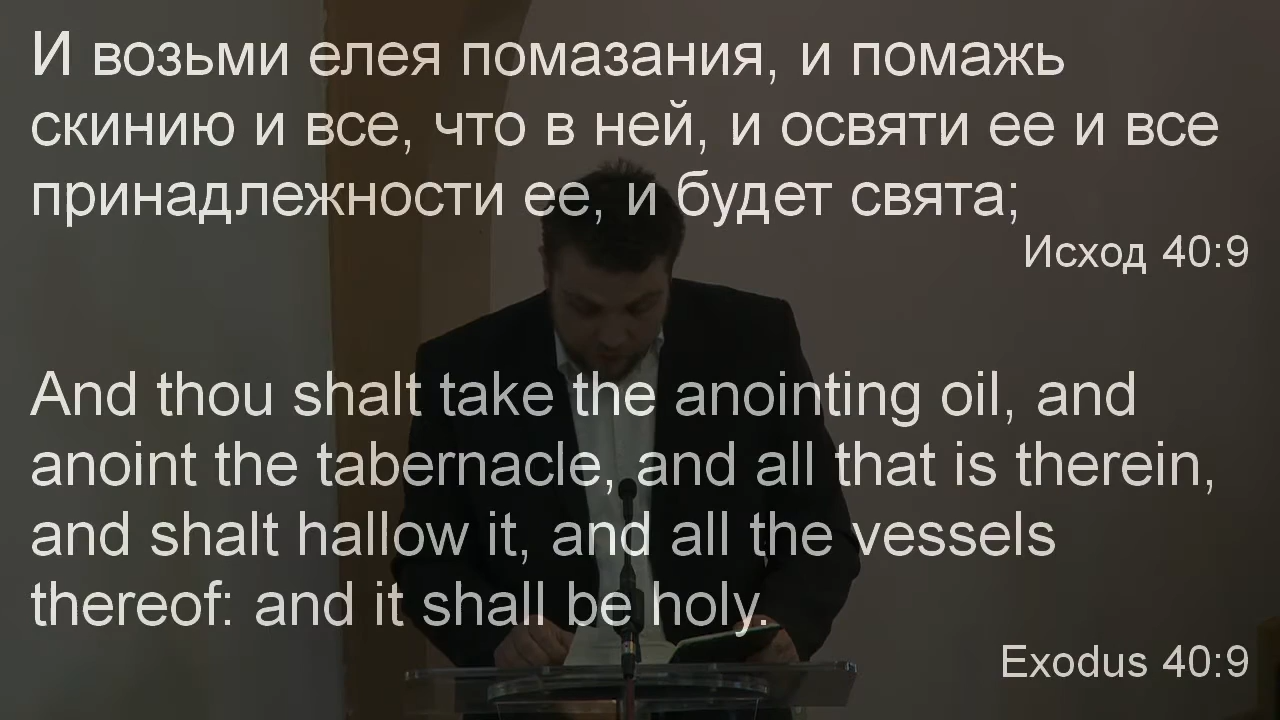 И возьми елея помазания, и помажь
скинию и все, что в ней, и освяти ее и все
принадлежности ее, и будет свята;
Исход 40:9
And thou shalt take the anointing oil, and
anoint the tabernacle, and all that is therein,
and shalt hallow it, and all the vessels
thereof: and it shall be holy.
Exodus 40:9